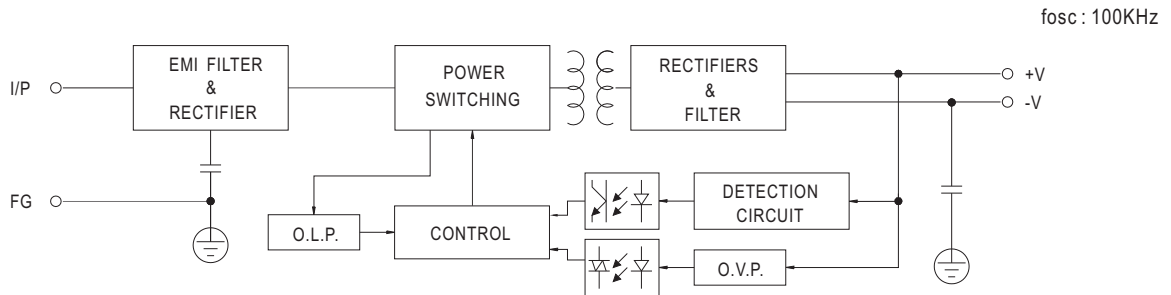 fosc : 100KHz
I/P
EMI FILTER
&
RECTIFIER
POWER
SWITCHING
RECTIFIERS
&
FILTER
+V
-V
FG
O.L.P.
CONTROL
DETECTION
CIRCUIT
O.V.P.